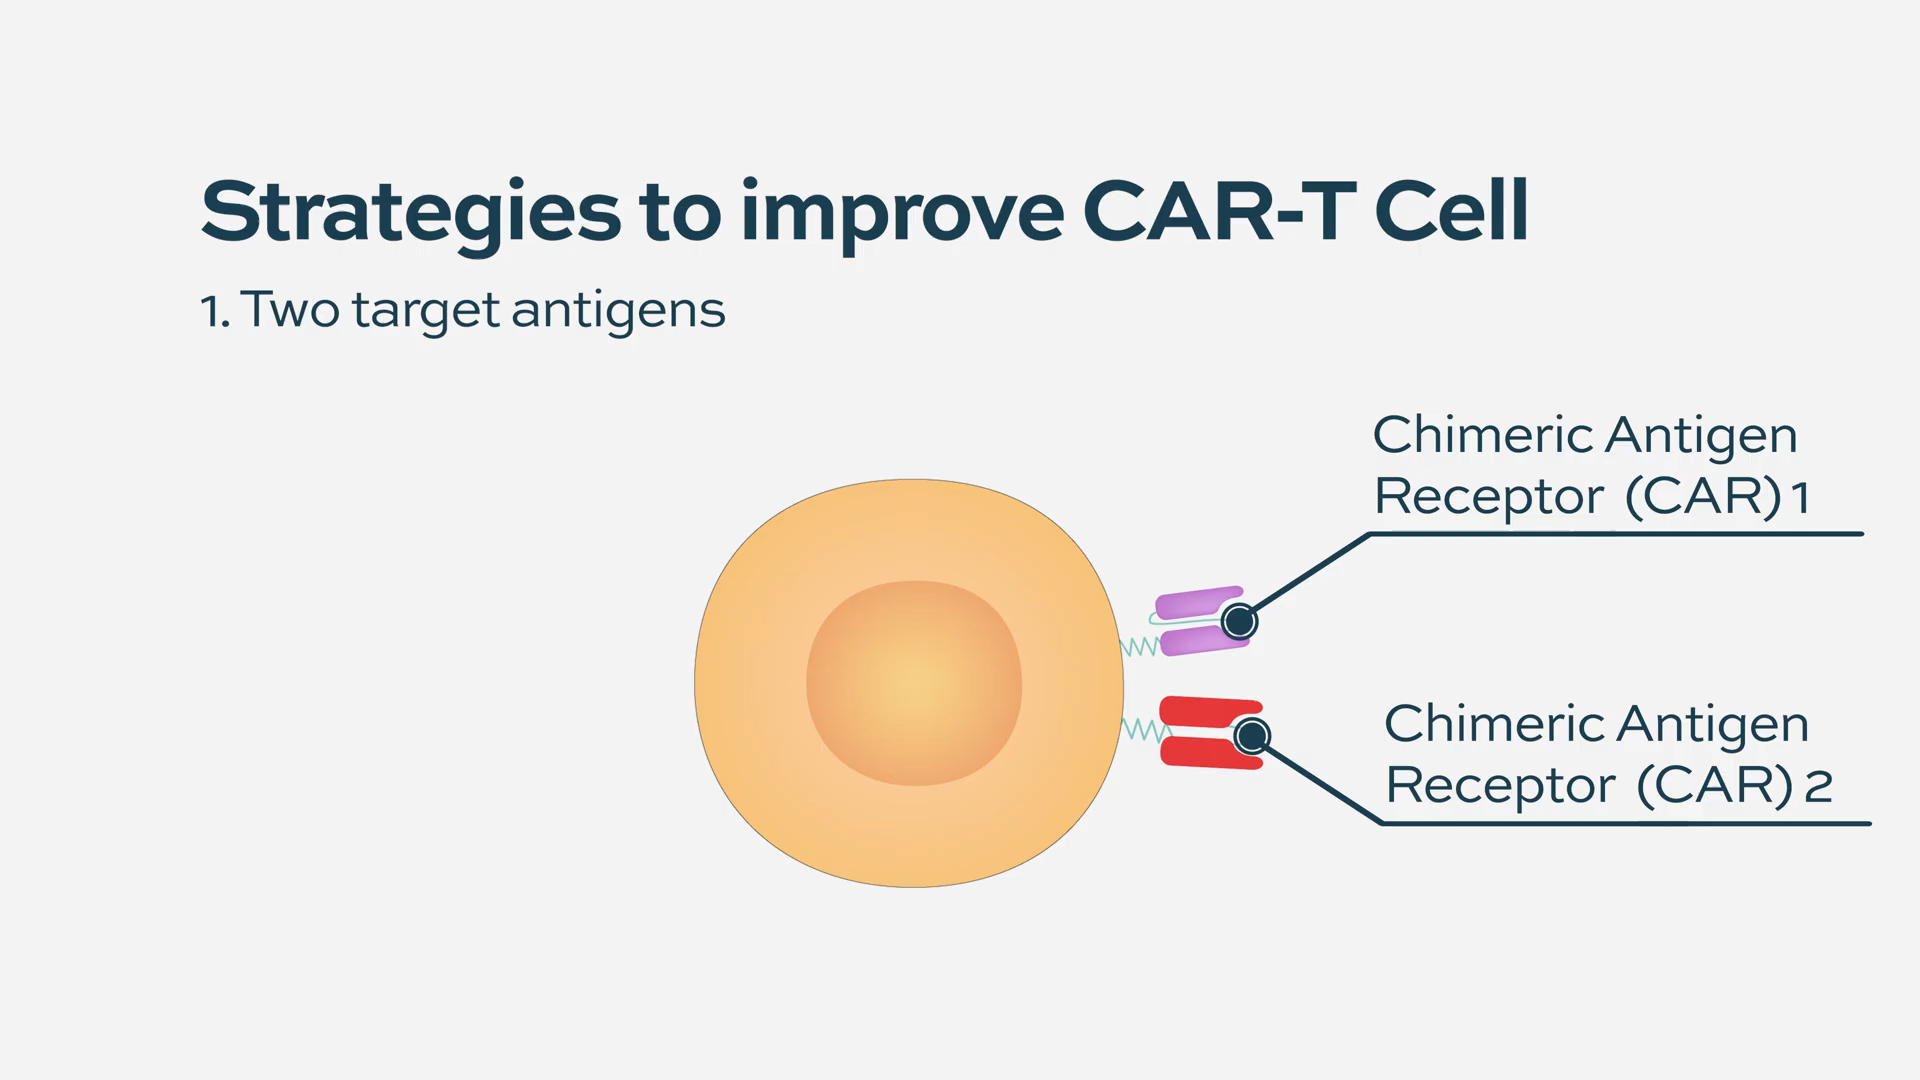 Strategies to improve CAR-T Cell
1. Two target antigens
Chimeric Antigen
Receptor (CAR) 1
Chimeric Antigen
Receptor (CAR) 2